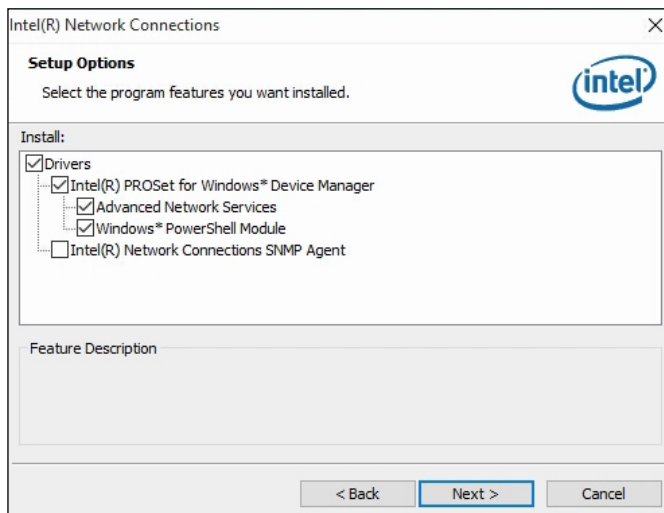 Intel(R) Network Connections
Setup Options
Select the program features you want installed.
intel
Install:
Drivers
Intel(R) PROSet for Windows* Device Manager
Advanced Network Services
Windows* PowerShell Module
Intel(R) Network Connections SNMP Agent
Feature Description
< Back Next > Cancel